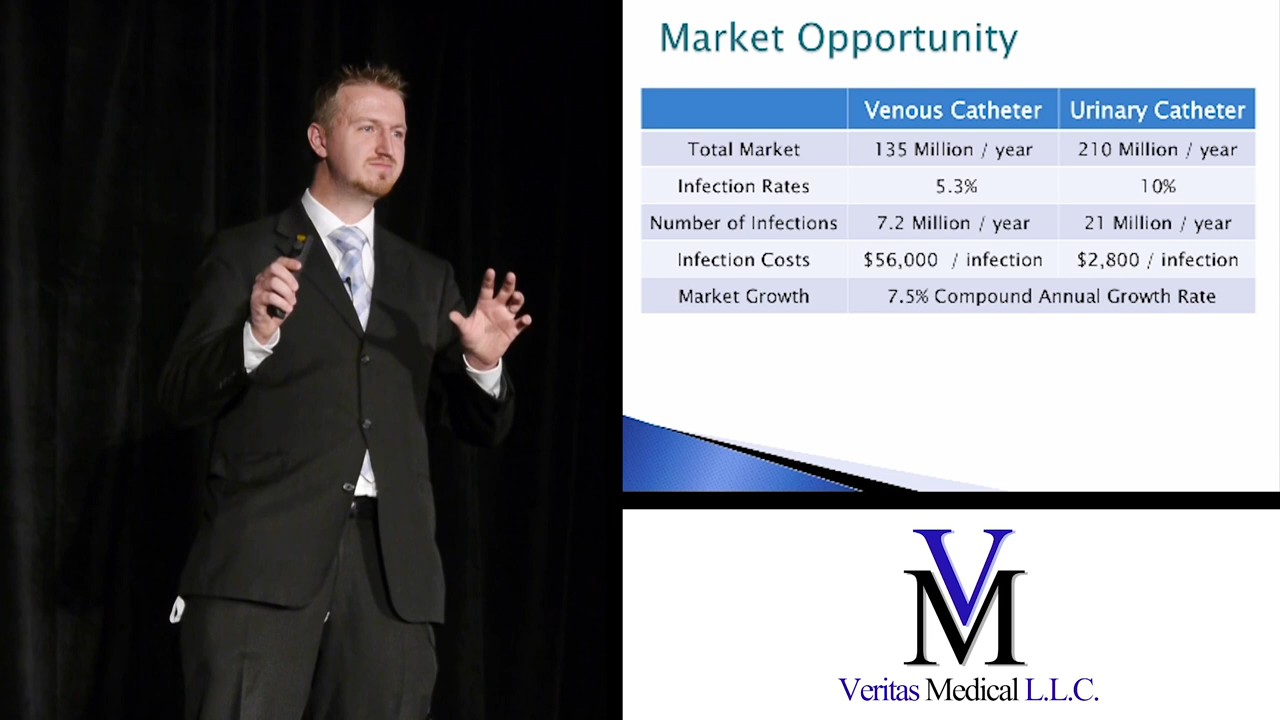 Market Opportunity
Venous Catheter Urinary Catheter
Total Market 135 Million / year 210 Million / year
Infection Rates 5.3% 10%
Number of Infections 7.2 Million / year 21 Million / year
Infection Costs $56,000 / infection $2,800 / infection
Market Growth 7.5% Compound Annual Growth Rate
VM
Veritas Medical L.L.C.